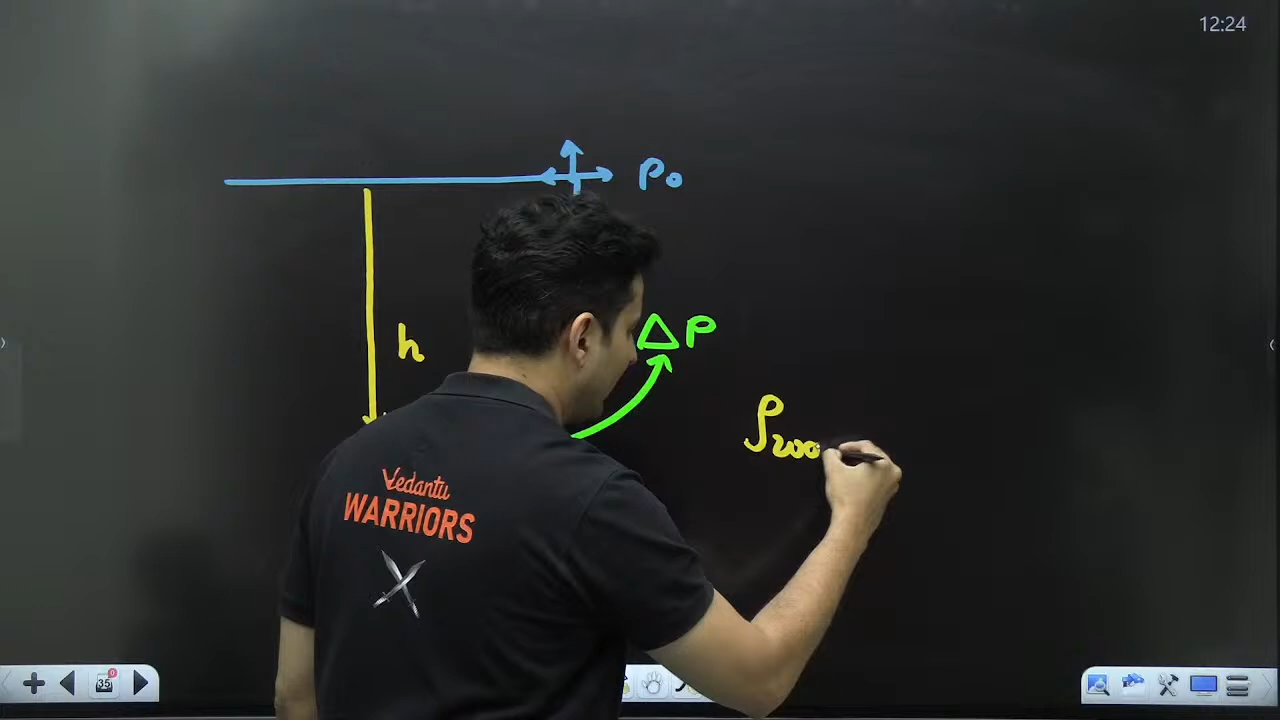 12:24
P₀
ΔP
h
ρ₂₀₀
Vedantu
WARRIORS
35